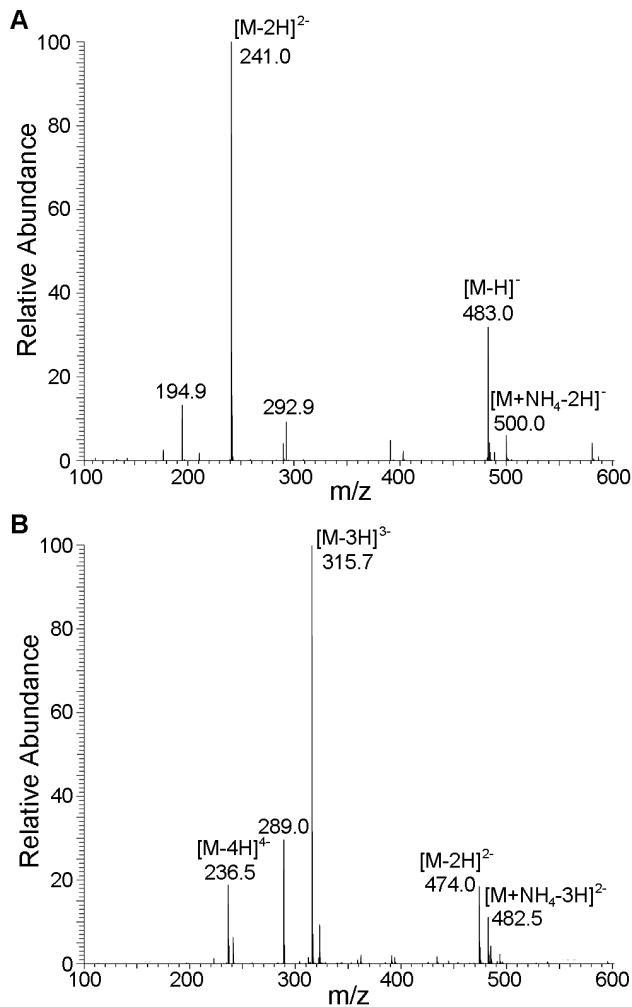 A
[M-2H]2-
241.0
100
80
60
40
20
0
Relative Abundance
194.9
292.9
[M-H]-
483.0
[M+NH4-2H]-
500.0
100 200 300 400 500 600
m/z
B
[M-3H]3-
315.7
100
80
60
40
20
0
Relative Abundance
289.0
[M-4H]4-
236.5
[M-2H]2-
474.0
[M+NH4-3H]2-
482.5
100 200 300 400 500 600
m/z